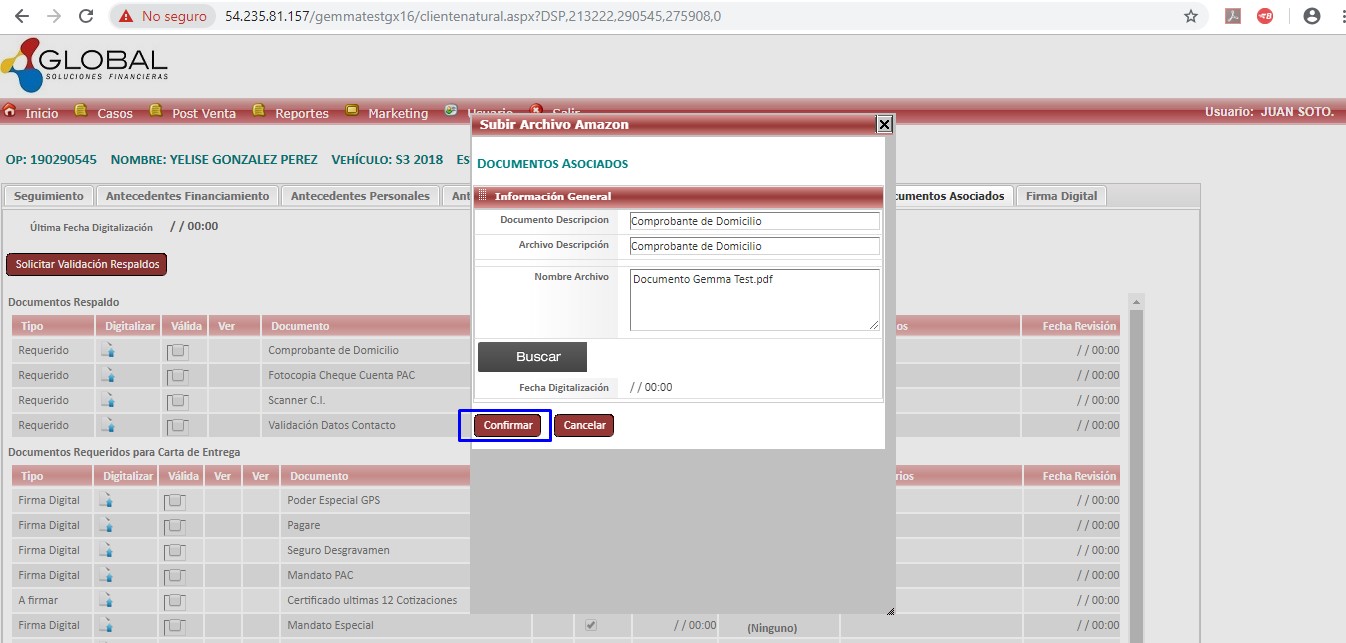 No seguro 54.235.81.157/gemmatestgx16/clientenatural.aspx?DSP,213222,290545,275908,0
GLOBAL
SOLUCIONES FINANCIERAS
Inicio Casos Post Venta Reportes Marketing Usuario Salir Usuario: JUAN SOTO.
Subir Archivo Amazon
OP: 190290545 NOMBRE: YELISE GONZALEZ PEREZ VEHÍCULO: S3 2018 ES
DOCUMENTOS ASOCIADOS
Seguimiento Antecedentes Financiamiento Antecedentes Personales Ant cumentos Asociados Firma Digital
Información General
Última Fecha Digitalización / / 00:00
Documento Descripcion Comprobante de Domicilio
Archivo Descripción Comprobante de Domicilio
Solicitar Validación Respaldos
Nombre Archivo Documento Gemma Test.pdf
Buscar
Fecha Digitalización / / 00:00
Confirmar Cancelar
Documentos Respaldo
Tipo Digitalizar Válida Ver Documento os Fecha Revisión
Requerido Comprobante de Domicilio / / 00:00
Requerido Fotocopia Cheque Cuenta PAC / / 00:00
Requerido Scanner C.I. / / 00:00
Requerido Validación Datos Contacto / / 00:00
Documentos Requeridos para Carta de Entrega
Tipo Digitalizar Válida Ver Ver Documento rios Fecha Revisión
Firma Digital Poder Especial GPS / / 00:00
Firma Digital Pagare / / 00:00
Firma Digital Seguro Desgravamen / / 00:00
Firma Digital Mandato PAC / / 00:00
A firmar Certificado ultimas 12 Cotizaciones / / 00:00
Firma Digital Mandato Especial / / 00:00 (Ninguno) / / 00:00